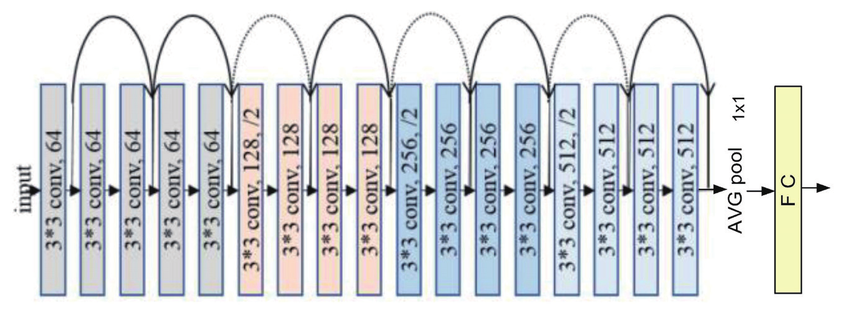 input
3*3 conv, 64
3*3 conv, 64
3*3 conv, 64
3*3 conv, 64
3*3 conv, 64
3*3 conv, 128, /2
3*3 conv, 128
3*3 conv, 128
3*3 conv, 128
3*3 conv, 256, /2
3*3 conv, 256
3*3 conv, 256
3*3 conv, 256
3*3 conv, 512, /2
3*3 conv, 512
3*3 conv, 512
3*3 conv, 512
AVG pool 1x1
F C